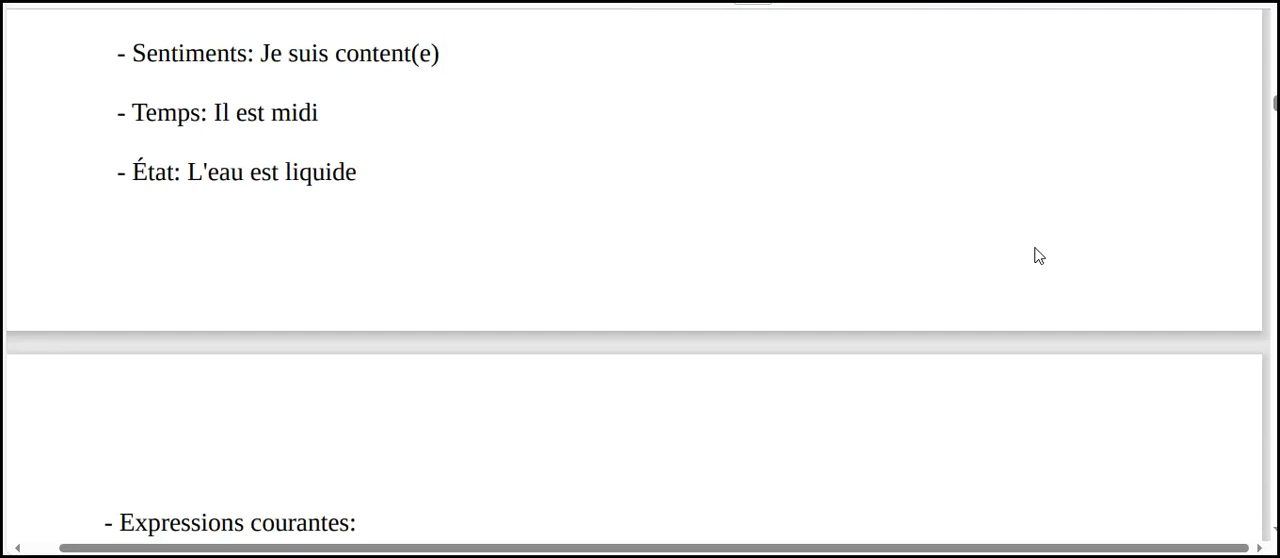 - Sentiments: Je suis content(e)
- Temps: Il est midi
- État: L'eau est liquide
- Expressions courantes: